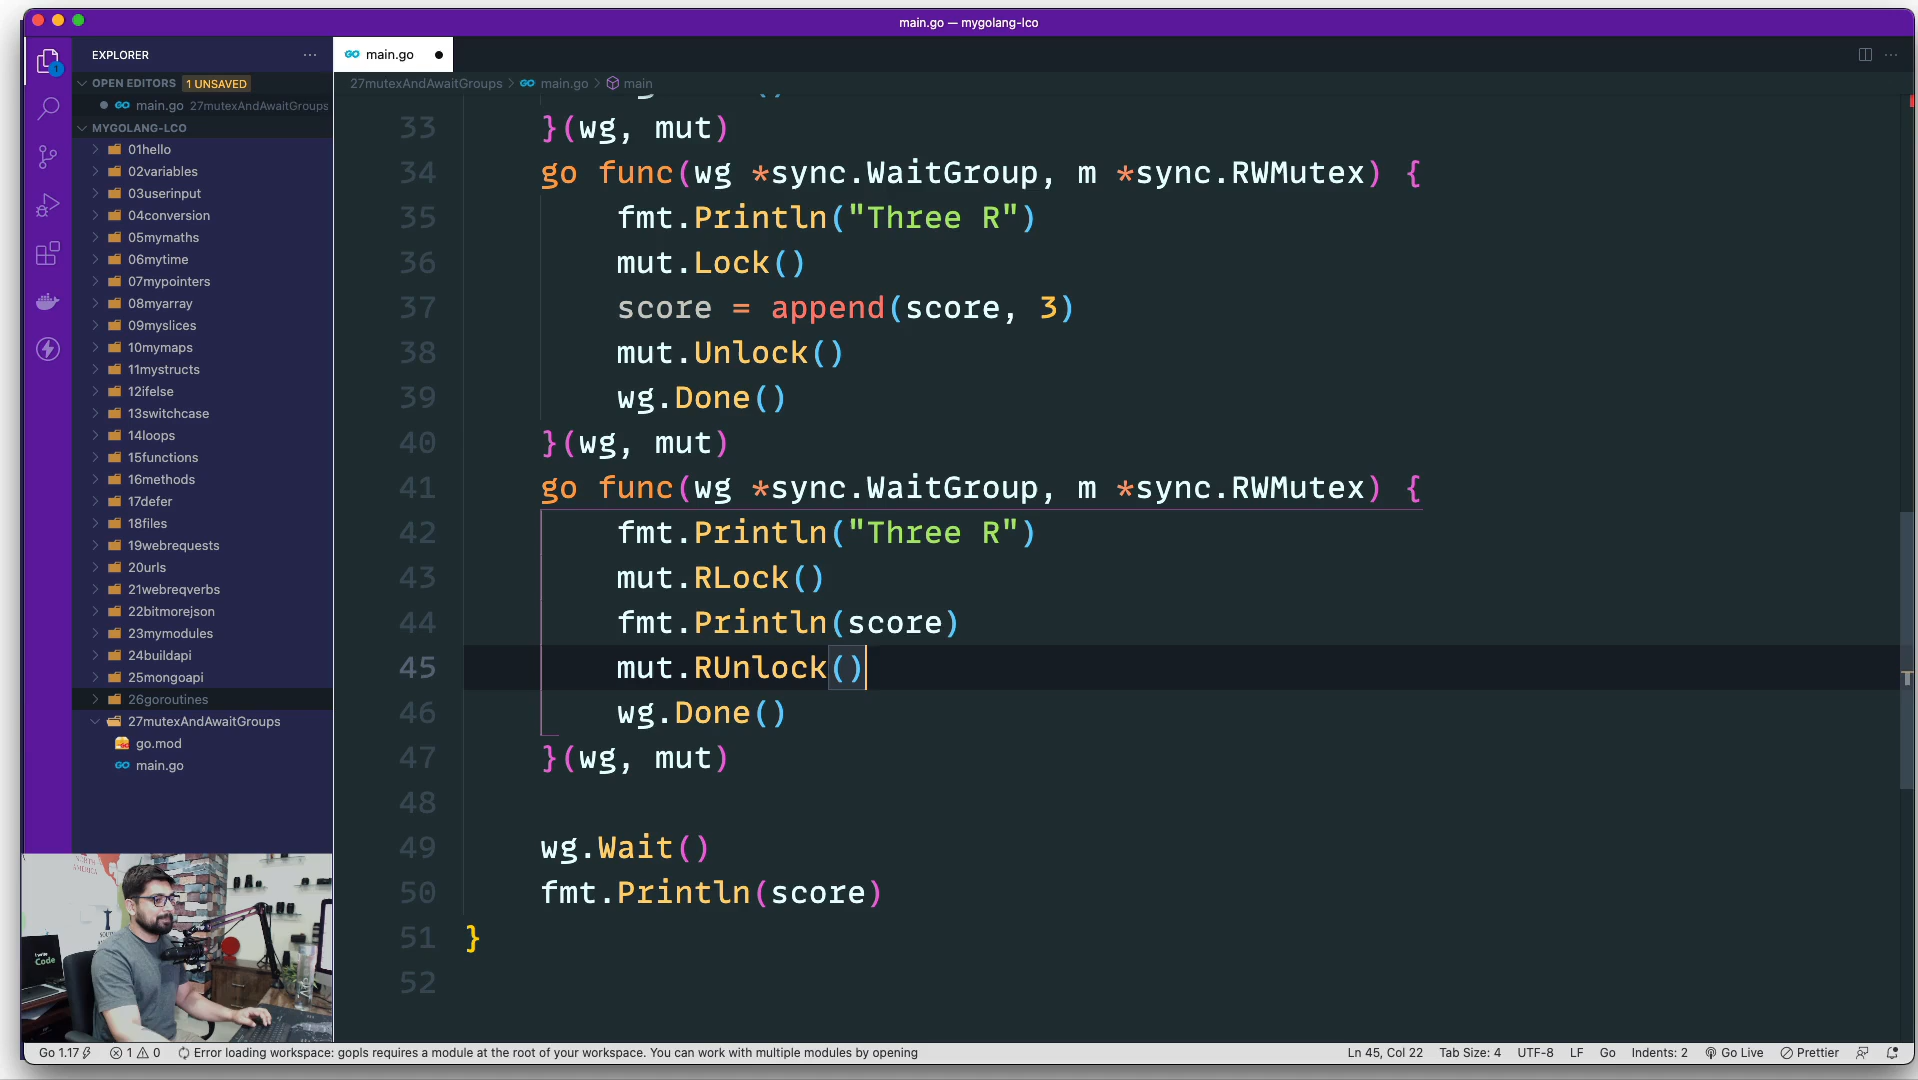 main.go — mygolang-lco
EXPLORER
main.go
OPEN EDITORS 1 UNSAVED
main.go 27mutexAndAwaitGroups
MYGOLANG-LCO
01hello
02variables
03userinput
04conversion
05mymaths
06mytime
07mypointers
08myarray
09myslices
10mymaps
11mystructs
12ifelse
13switchcase
14loops
15functions
16methods
17defer
18files
19webrequests
20urls
21webreqverbs
22bitmorejson
23mymodules
24buildapi
25mongoapi
26goroutines
27mutexAndAwaitGroups
go.mod
main.go
27mutexAndAwaitGroups > main.go > main
33 }(wg, mut)
34 go func(wg *sync.WaitGroup, m *sync.RWMutex) {
35 fmt.Println("Three R")
36 mut.Lock()
37 score = append(score, 3)
38 mut.Unlock()
39 wg.Done()
40 }(wg, mut)
41 go func(wg *sync.WaitGroup, m *sync.RWMutex) {
42 fmt.Println("Three R")
43 mut.RLock()
44 fmt.Println(score)
45 mut.RUnlock()
46 wg.Done()
47 }(wg, mut)
48
49 wg.Wait()
50 fmt.Println(score)
51 }
52
Go 1.17 1 0 Error loading workspace: gopls requires a module at the root of your workspace. You can work with multiple modules by opening
Ln 45, Col 22 Tab Size: 4 UTF-8 LF Go Indents: 2 Go Live Prettier